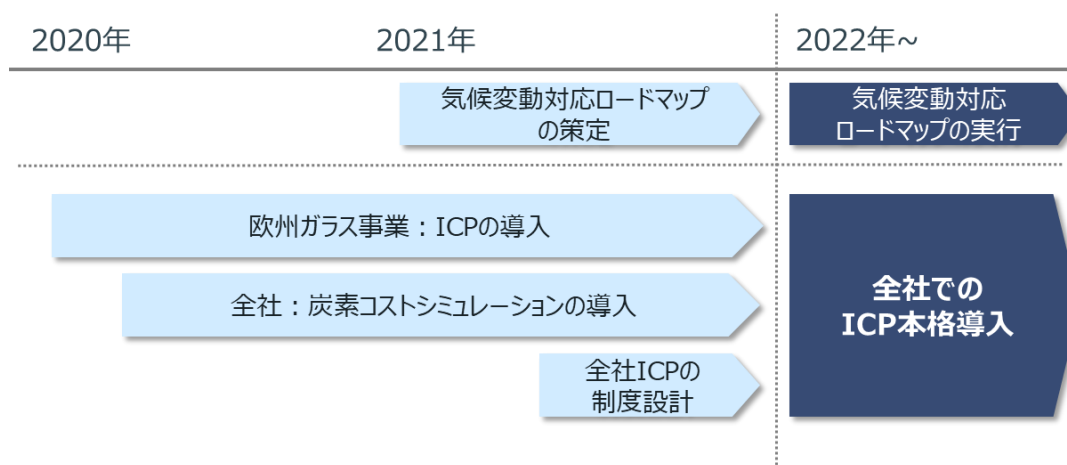 2020年
2021年
2022年~
気候変動対応ロードマップ
の策定
気候変動対応
ロードマップの実行
欧州ガラス事業：ICPの導入
全社：炭素コストシミュレーションの導入
全社ICPの
制度設計
全社での
ICP本格導入